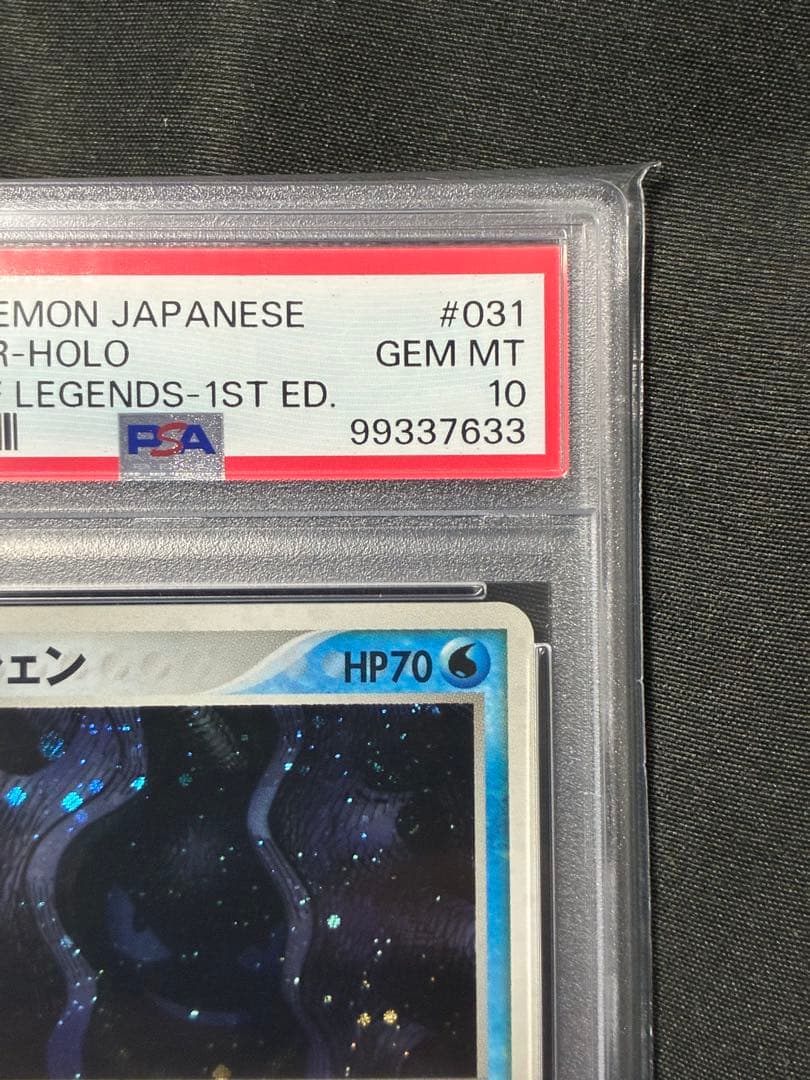 EMON JAPANESE #031
R-HOLO GEM MT
F LEGENDS-1ST ED. 10
PSA 99337633
ェン HP70